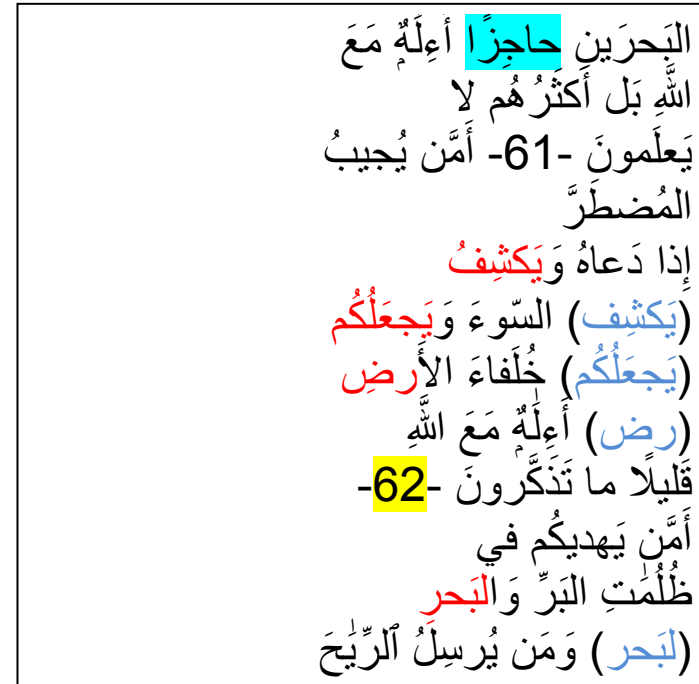 البَحرَينِ حاجِزًا أَءِلَٰهٌ مَعَ
اللَّهِ بَل أَكثَرُهُم لا
يَعلَمونَ -61- أَمَّن يُجيبُ
المُضطَرَّ
إِذا دَعاهُ وَيَكشِفُ
(يَكشِف) السّوءَ وَيَجعَلُكُم
(يَجعَلُكُم) خُلَفاءَ الأَرضِ
(رض) أَءِلَٰهٌ مَعَ اللَّهِ
قَليلًا ما تَذَكَّرونَ -62-
أَمَّن يَهديكُم في
ظُلُمَٰتِ البَرِّ وَالبَحرِ
(لبَحر) وَمَن يُرسِلُ ٱلرِّيَٰحَ